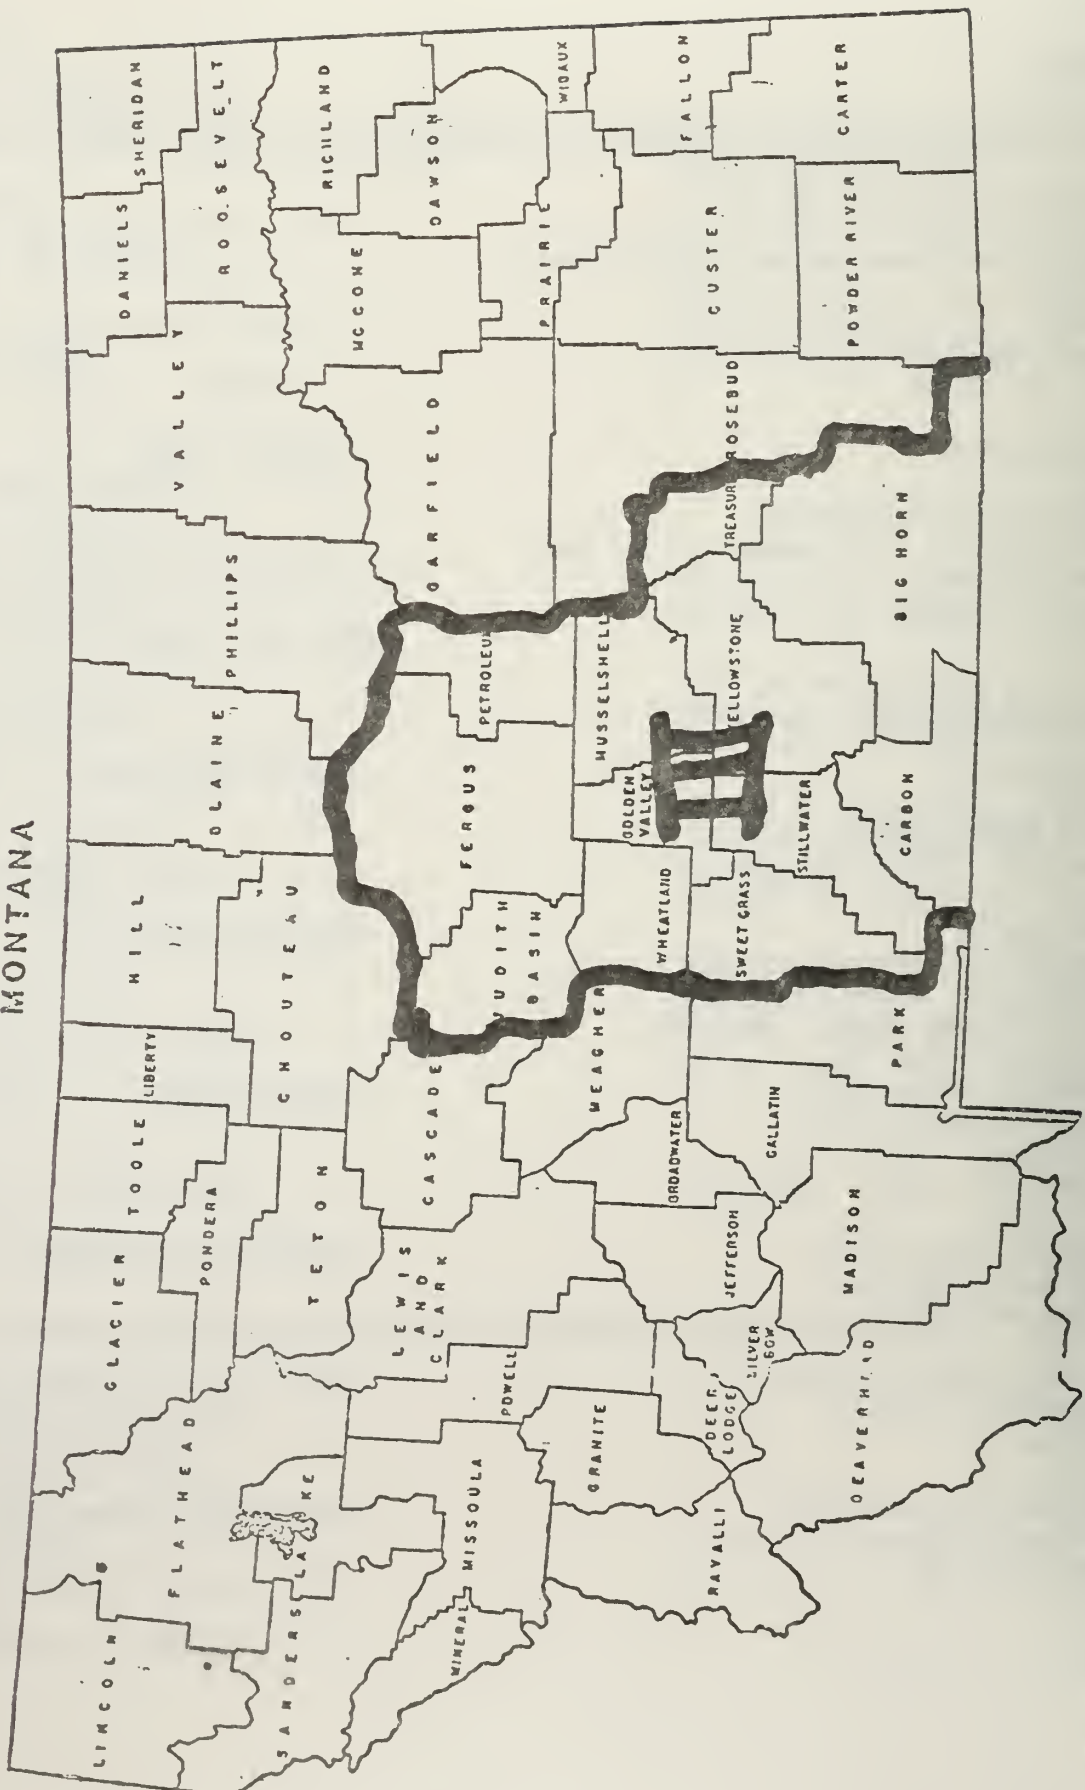 MONTANA
LINCOLN
FLATHEAD
GLACIER
TOOLE
LIBERTY
HILL
BLAINE
PHILLIPS
VALLEY
DANIELS
SHERIDAN
ROOSEVELT
SANDERS
LAKE
PONDERA
TETON
CHOUTEAU
MCCONE
RICHLAND
MINERAL
MISSOULA
POWELL
LEWIS
AND
CLARK
CASCADE
JUDITH
BASIN
FERGUS
PETROLEUM
GARFIELD
DAWSON
PRAIRIE
WIBAUX
GRANITE
MEAGHER
WHEATLAND
GOLDEN
VALLEY
MUSSELSHELL
TREASURE
ROSEBUD
CUSTER
FALLON
RAVALLI
DEER
LODGE
SILVER
BOW
JEFFERSON
BROADWATER
GALLATIN
SWEET GRASS
III
YELLOWSTONE
STILLWATER
BEAVERHEAD
MADISON
PARK
CARBON
BIG HORN
POWDER RIVER
CARTER